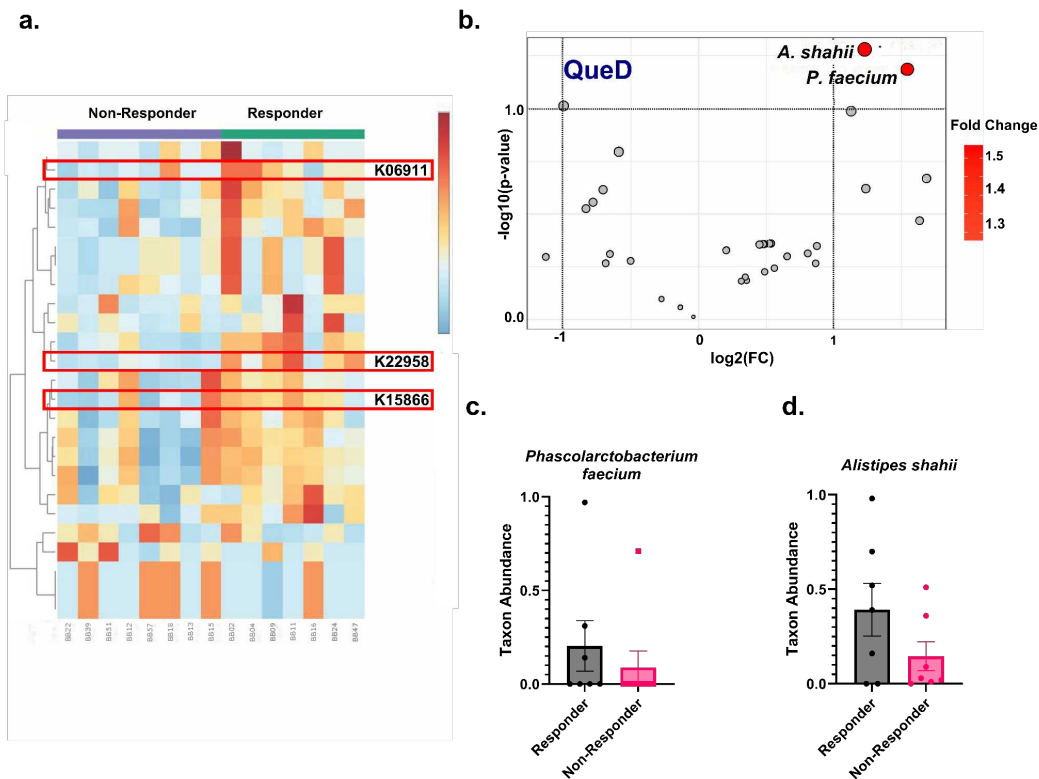 a.
Non-Responder
Responder
K06911
K22958
K15866
BB22
BB39
BB31
BB12
BB57
BB18
BB13
BB15
BB02
BB04
BB09
BB11
BB16
BB24
BB47
b.
QueD
A. shahii
P. faecium
1.0
0.0
-log10(p-value)
-1
0
1
log2(FC)
Fold Change
1.5
1.4
1.3
c.
Phascolarctobacterium
faecium
Taxon Abundance
1.0
0.5
0.0
Responder
Non-Responder
d.
Alistipes shahii
Taxon Abundance
1.0
0.5
0.0
Responder
Non-Responder